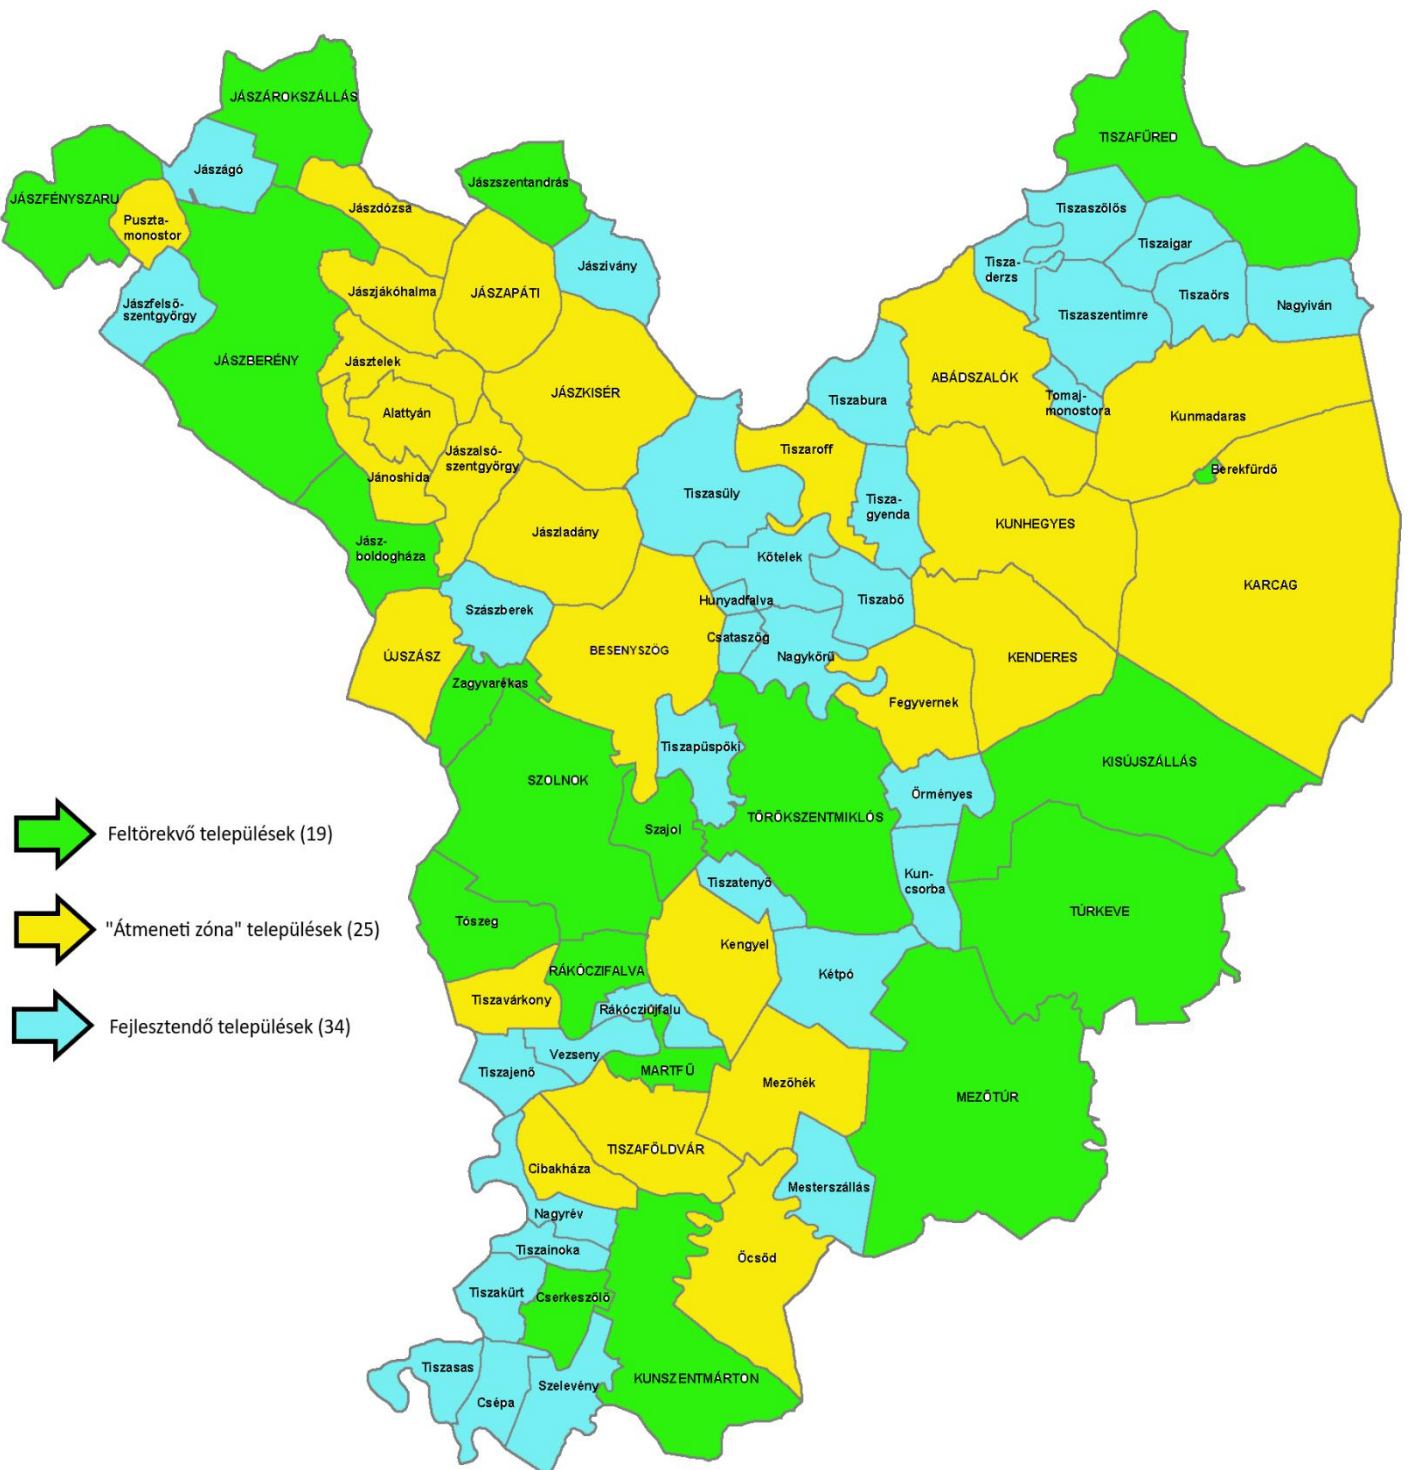 JÁSZÁROKSZÁLLÁS
TISZAFÜRED
Jászágó
Jászszentandrás
JÁSZFÉNYSZARU
Puszta-
monostor
Jászdózsa
Tiszaszőlős
Tiszaigar
Tisza-
derzs
Jászivány
Jászjákóhalma
JÁSZAPÁTI
Jászfelső-
szentgyörgy
Tiszaörs
Nagyiván
Tiszaszentimre
JÁSZBERÉNY
Jásztelek
ABÁDSZALÓK
JÁSZKISÉR
Tiszabura
Tomaj-
monostora
Alattyán
Kunmadaras
Jászalsó-
szentgyörgy
Tiszaroff
Berekfürdő
Jánoshida
Tiszasüly
Tisza-
gyenda
KUNHEGYES
Jászladány
Jász-
boldogháza
Kőtelek
KARCAG
Hunyadfalva
Tiszabő
Szászberek
Csataszög
BESENYSZÖG
ÚJSZÁSZ
Nagykörű
KENDERES
Zagyvarékas
Fegyvernek
Tiszapüspöki
KISÚJSZÁLLÁS
SZOLNOK
Örményes
TÖRÖKSZENTMIKLÓS
Szajol
Feltörekvő települések (19)
Tiszatenyő
Kun-
csorba
TÚRKEVE
Tószeg
"Átmeneti zóna" települések (25)
Kengyel
RÁKÓCZIFALVA
Kétpó
Tiszavárkony
Rákócziújfalu
Fejlesztendő települések (34)
Vezseny
Tiszajenő
MARTFŰ
Mezőhék
MEZŐTÚR
TISZAFÖLDVÁR
Cibakháza
Mesterszállás
Nagyrév
Tiszainoka
Öcsöd
Tiszakürt
Cserkeszőlő
Tiszasas
Szelevény
KUNSZENTMÁRTON
Csépa